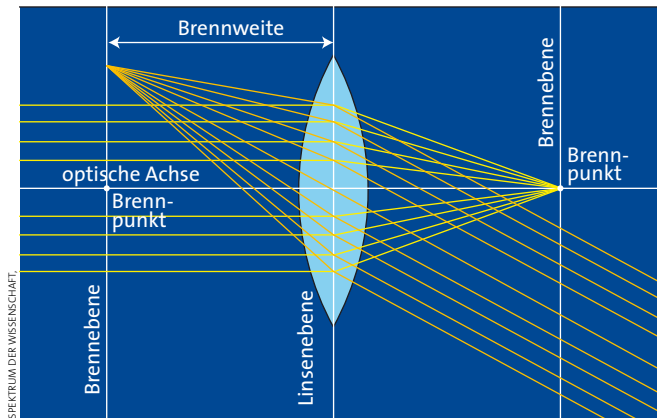 Brennweite
Brennebene
Brenn-
punkt
optische Achse
Brenn-
punkt
Brennebene
Linsenebene
SPEKTRUM DER WISSENSCHAFT,